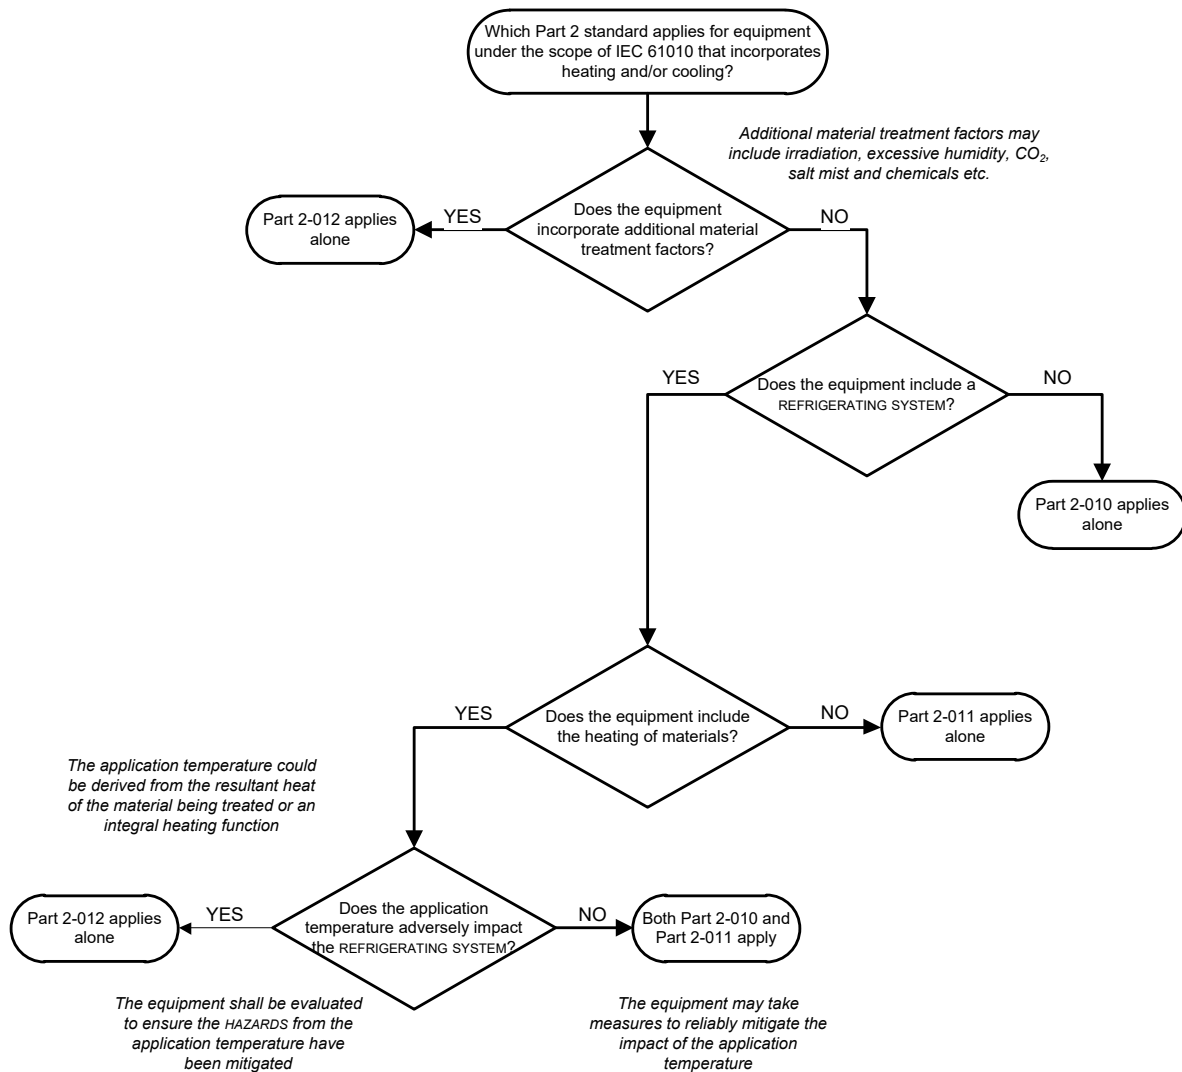 Which Part 2 standard applies for equipment
under the scope of IEC 61010 that incorporates
heating and/or cooling?
Additional material treatment factors may
include irradiation, excessive humidity, CO₂,
salt mist and chemicals etc.
Part 2-012 applies
alone
YES
Does the equipment
incorporate additional material
treatment factors?
NO
YES
Does the equipment include a
REFRIGERATING SYSTEM?
NO
Part 2-010 applies
alone
YES
Does the equipment include
the heating of materials?
NO
Part 2-011 applies
alone
The application temperature could
be derived from the resultant heat
of the material being treated or an
integral heating function
Part 2-012 applies
alone
YES
Does the application
temperature adversely impact
the REFRIGERATING SYSTEM?
NO
Both Part 2-010 and
Part 2-011 apply
The equipment shall be evaluated
to ensure the HAZARDS from the
application temperature have
been mitigated
The equipment may take
measures to reliably mitigate the
impact of the application
temperature